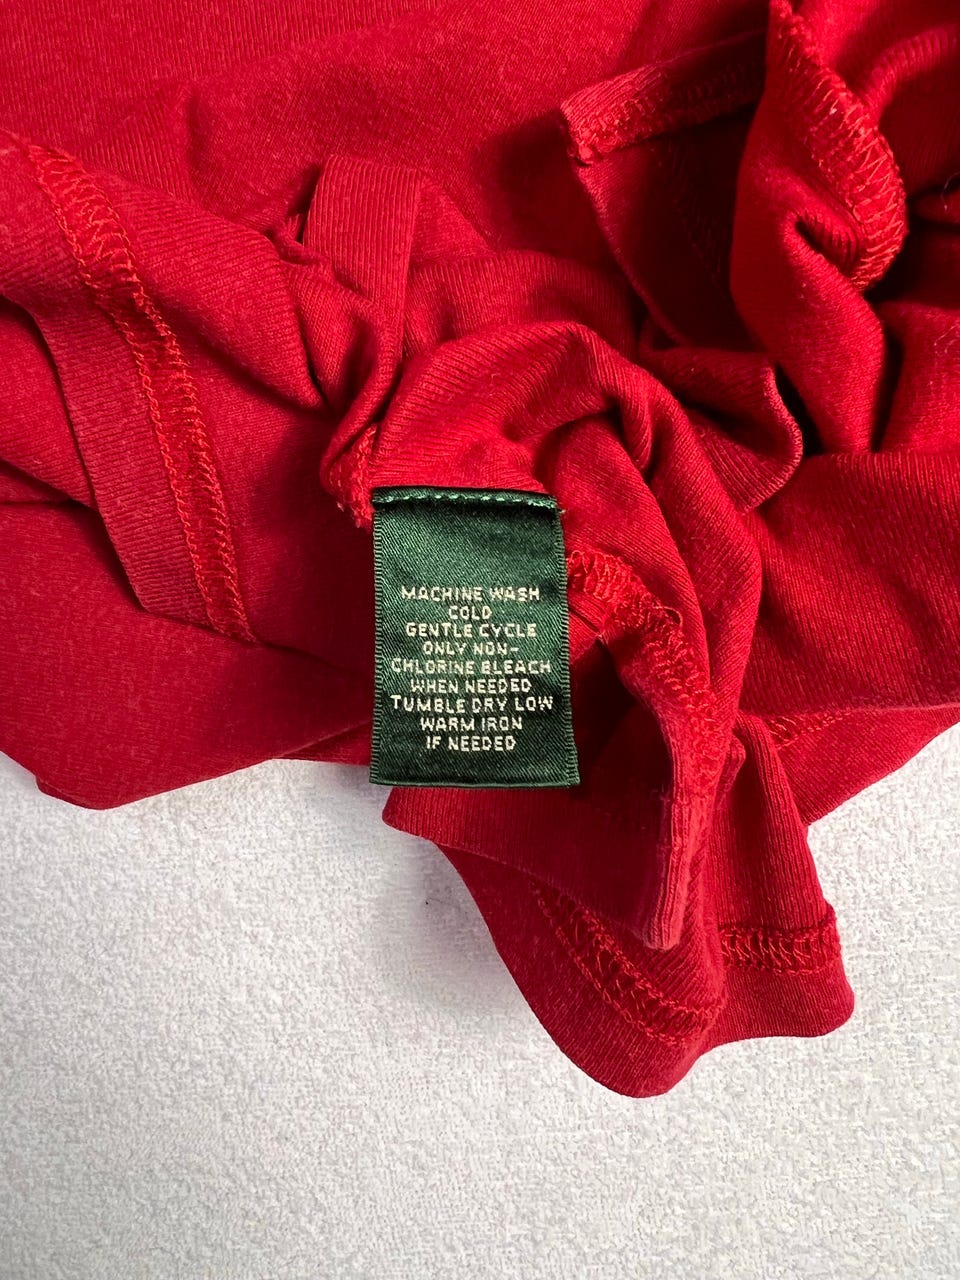 MACHINE WASH
COLD
GENTLE CYCLE
ONLY NON-
CHLORINE BLEACH
WHEN NEEDED
TUMBLE DRY LOW
WARM IRON
IF NEEDED